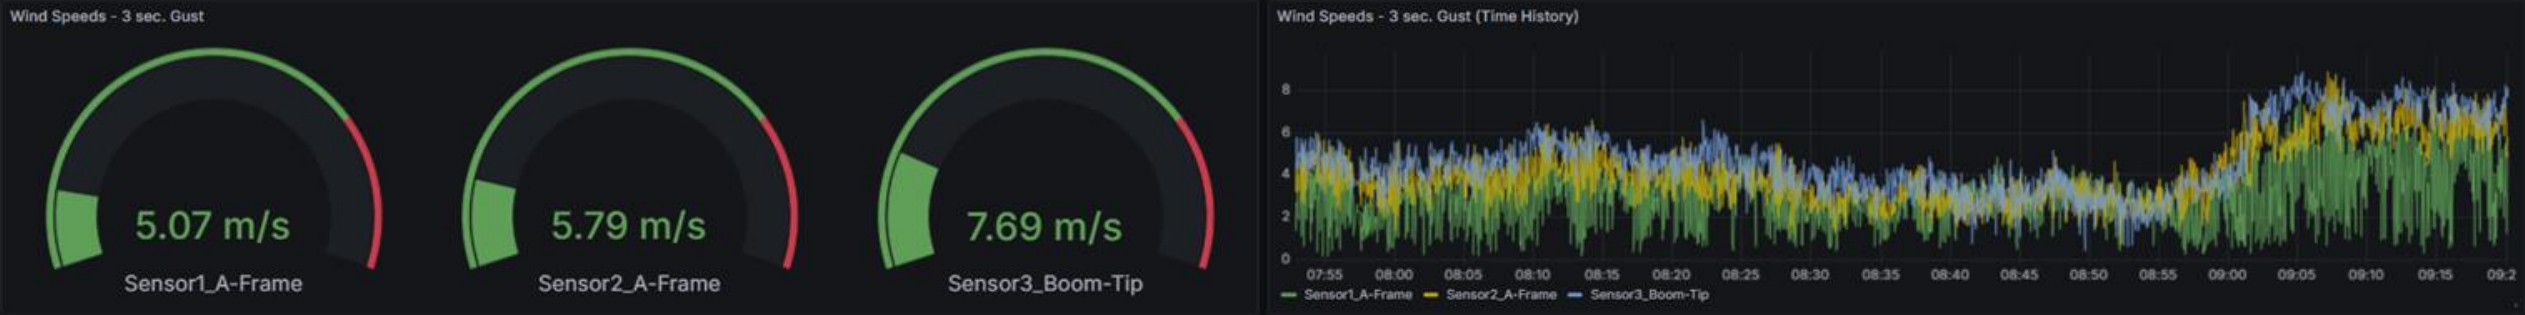 Wind Speeds - 3 sec. Gust
5.07 m/s
Sensor1_A-Frame
5.79 m/s
Sensor2_A-Frame
7.69 m/s
Sensor3_Boom-Tip
Wind Speeds - 3 sec. Gust (Time History)
8
6
4
2
0
07:55 08:00 08:05 08:10 08:15 08:20 08:25 08:30 08:35 08:40 08:45 08:50 08:55 09:00 09:05 09:10 09:15 09:2
Sensor1_A-Frame Sensor2_A-Frame Sensor3_Boom-Tip